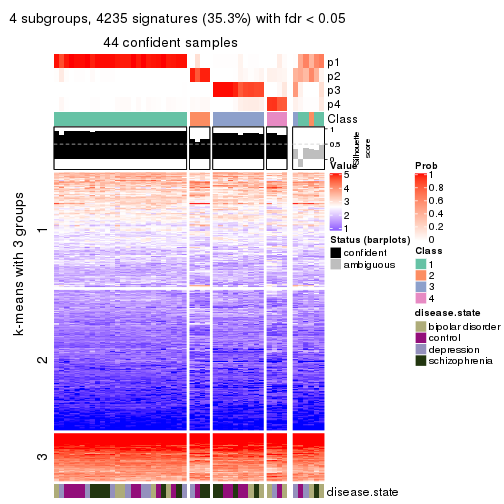 4 subgroups, 4235 signatures (35.3%) with fdr < 0.05
44 confident samples
p1
p2
p3
p4
Class
1
0.5
0
Silhouette
score
k-means with 3 groups
1
2
3
disease.state
Value
5
4
3
2
1
Status (barplots)
confident
ambiguous
Prob
1
0.8
0.6
0.4
0.2
0
Class
1
2
3
4
disease.state
bipolar disorder
control
depression
schizophrenia